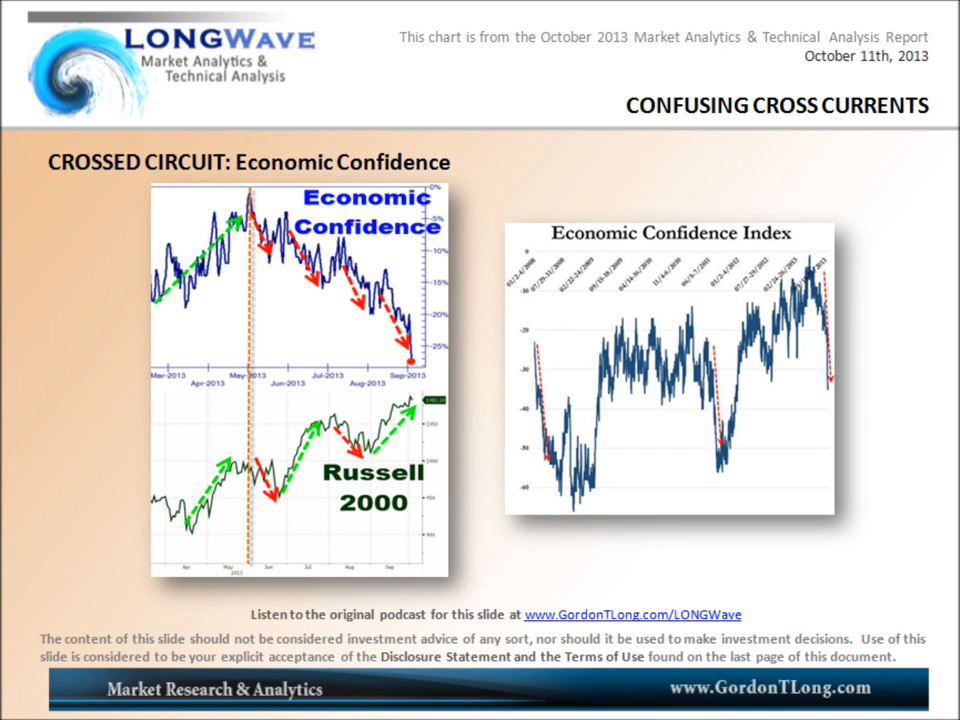 LONGWave
Market Analytics &
Technical Analysis
This chart is from the October 2013 Market Analytics & Technical Analysis Report
October 11th, 2013
CONFUSING CROSS CURRENTS
CROSSED CIRCUIT: Economic Confidence
Economic
Confidence
0%
-5%
-10%
-15%
-20%
-25%
Mar-2013
Apr-2013
May-2013
Jun-2013
Jul-2013
Aug-2013
Sep-2013
Russell
2000
1050
1000
950
900
Apr
May
Jun
Jul
Aug
Sep
2013
Economic Confidence Index
0
-10
-20
-30
-40
-50
-60
Listen to the original podcast for this slide at www.GordonTLong.com/LONGWave
The content of this slide should not be considered investment advice of any sort, nor should it be used to make investment decisions. Use of this
slide is considered to be your explicit acceptance of the Disclosure Statement and the Terms of Use found on the last page of this document.
Market Research & Analytics
www.GordonTLong.com